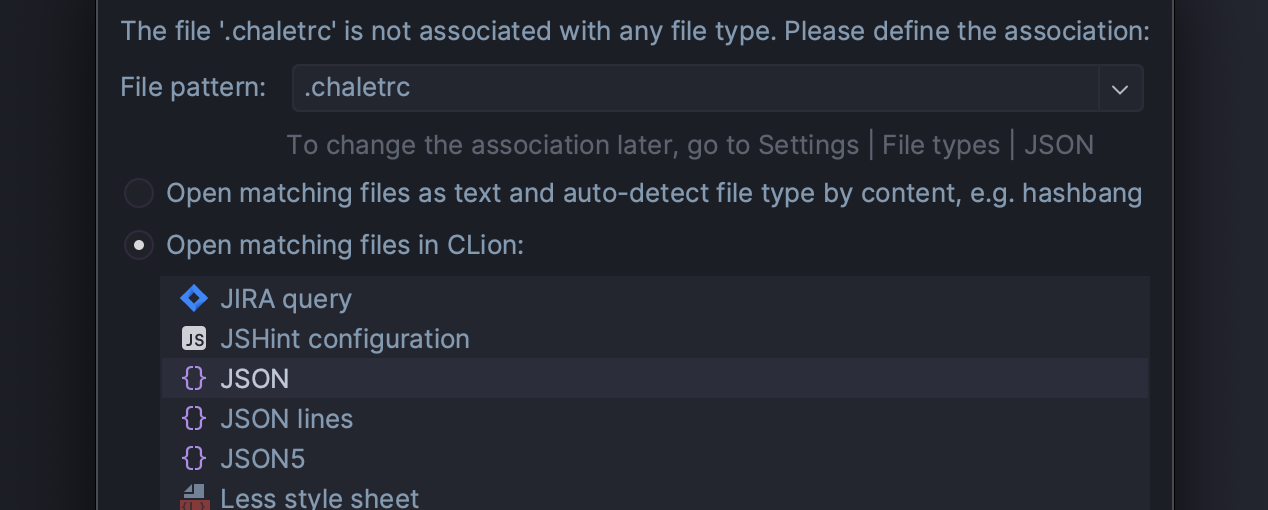 The file '.chaletrc' is not associated with any file type. Please define the association:
File pattern: .chaletrc
To change the association later, go to Settings | File types | JSON
Open matching files as text and auto-detect file type by content, e.g. hashbang
Open matching files in CLion:
JIRA query
JS JSHint configuration
{} JSON
{} JSON lines
{} JSON5
Less style sheet